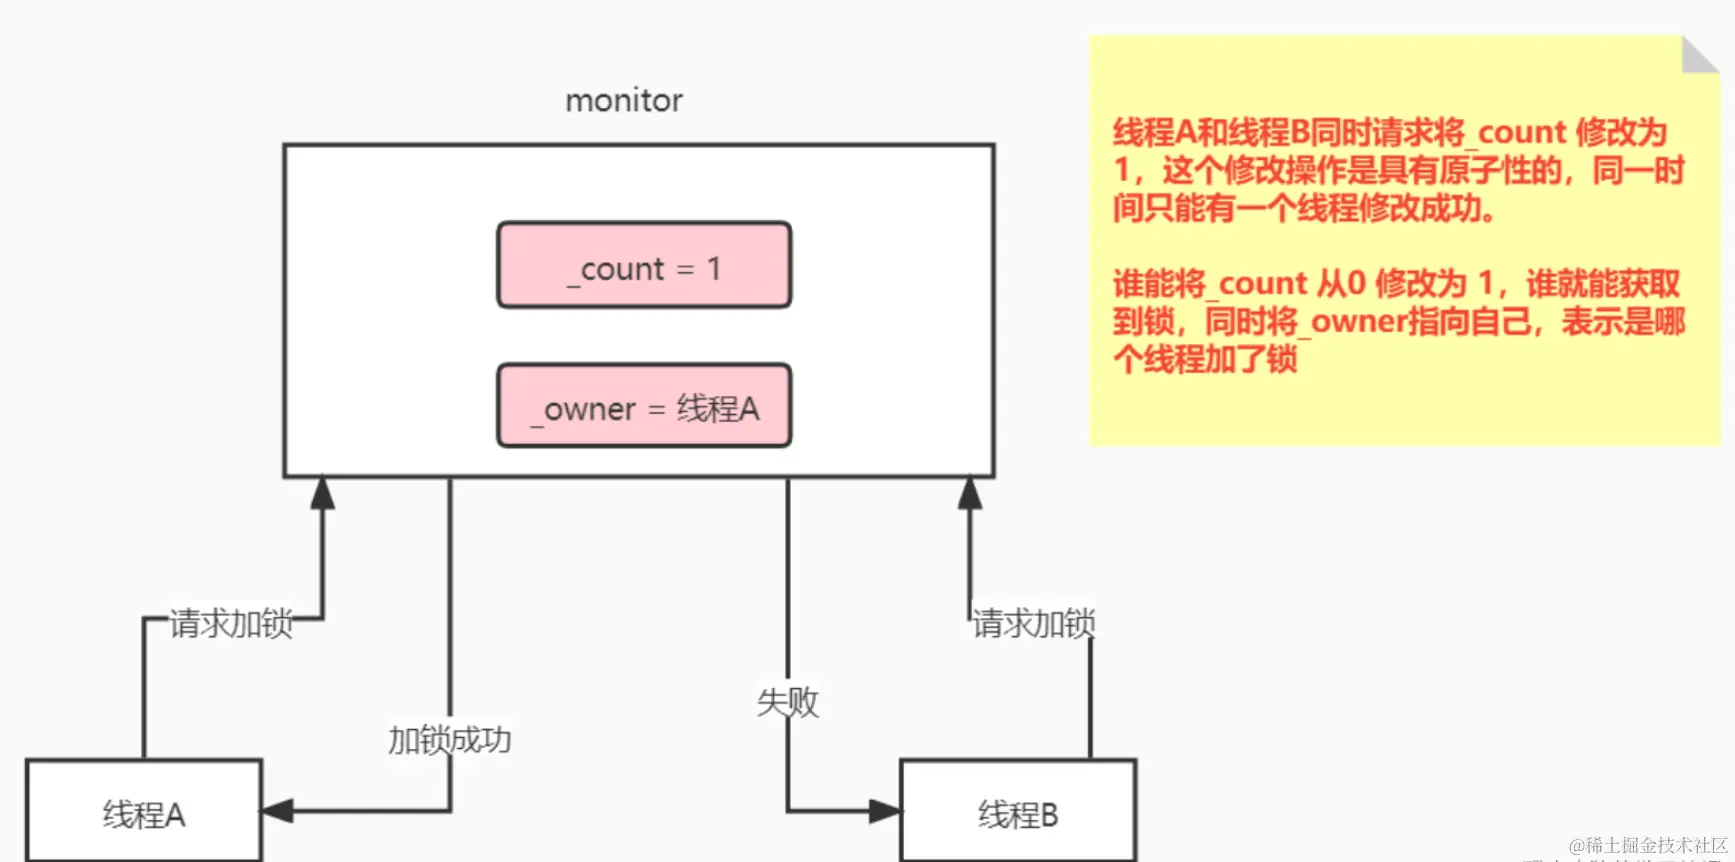 monitor
线程A和线程B同时请求将_count 修改为
1，这个修改操作是具有原子性的，同一时
间只能有一个线程修改成功。
谁能将_count 从0 修改为 1，谁就能获取
到锁，同时将_owner指向自己，表示是哪
个线程加了锁
_count = 1
_owner = 线程A
请求加锁
请求加锁
失败
加锁成功
线程A
线程B
@稀土掘金技术社区